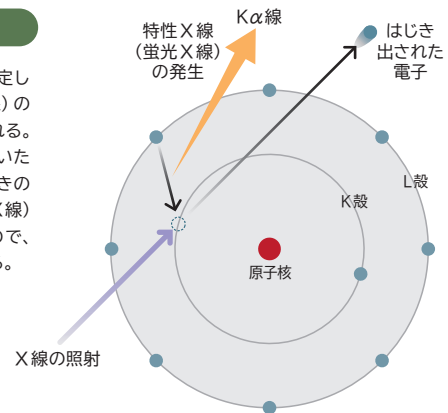 定し
)の
れる。
いた
きの
X線)
ので、
る。
特性X線
(蛍光X線)
の発生
Kα線
はじき
出された
電子
L殻
K殻
原子核
X線の照射